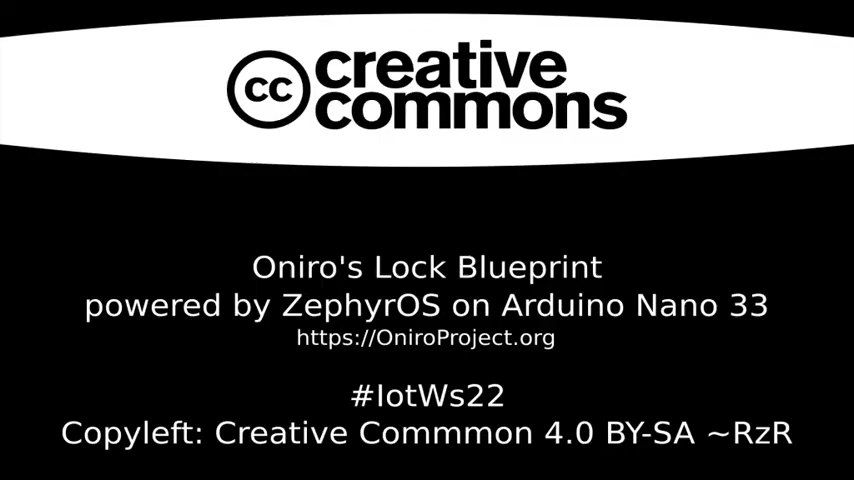 cc creative
commons
Oniro's Lock Blueprint
powered by ZephyrOS on Arduino Nano 33
https://OniroProject.org
#IotWs22
Copyleft: Creative Commmon 4.0 BY-SA ~RzR